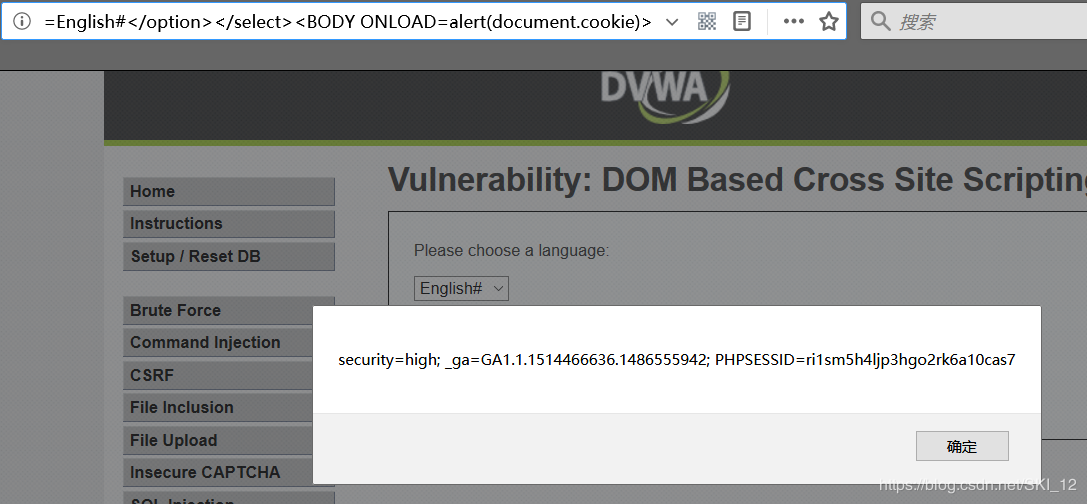 =English#</option></select><BODY ONLOAD=alert(document.cookie)>
搜索
DVWA
Vulnerability: DOM Based Cross Site Scripting
Home
Instructions
Setup / Reset DB
Please choose a language:
English#
Brute Force
Command Injection
CSRF
File Inclusion
File Upload
Insecure CAPTCHA
SQL Injection
security=high; _ga=GA1.1.1514466636.1486555942; PHPSESSID=ri1sm5h4ljp3hgo2rk6a10cas7
确定
https://blog.csdn.net/SKI_12